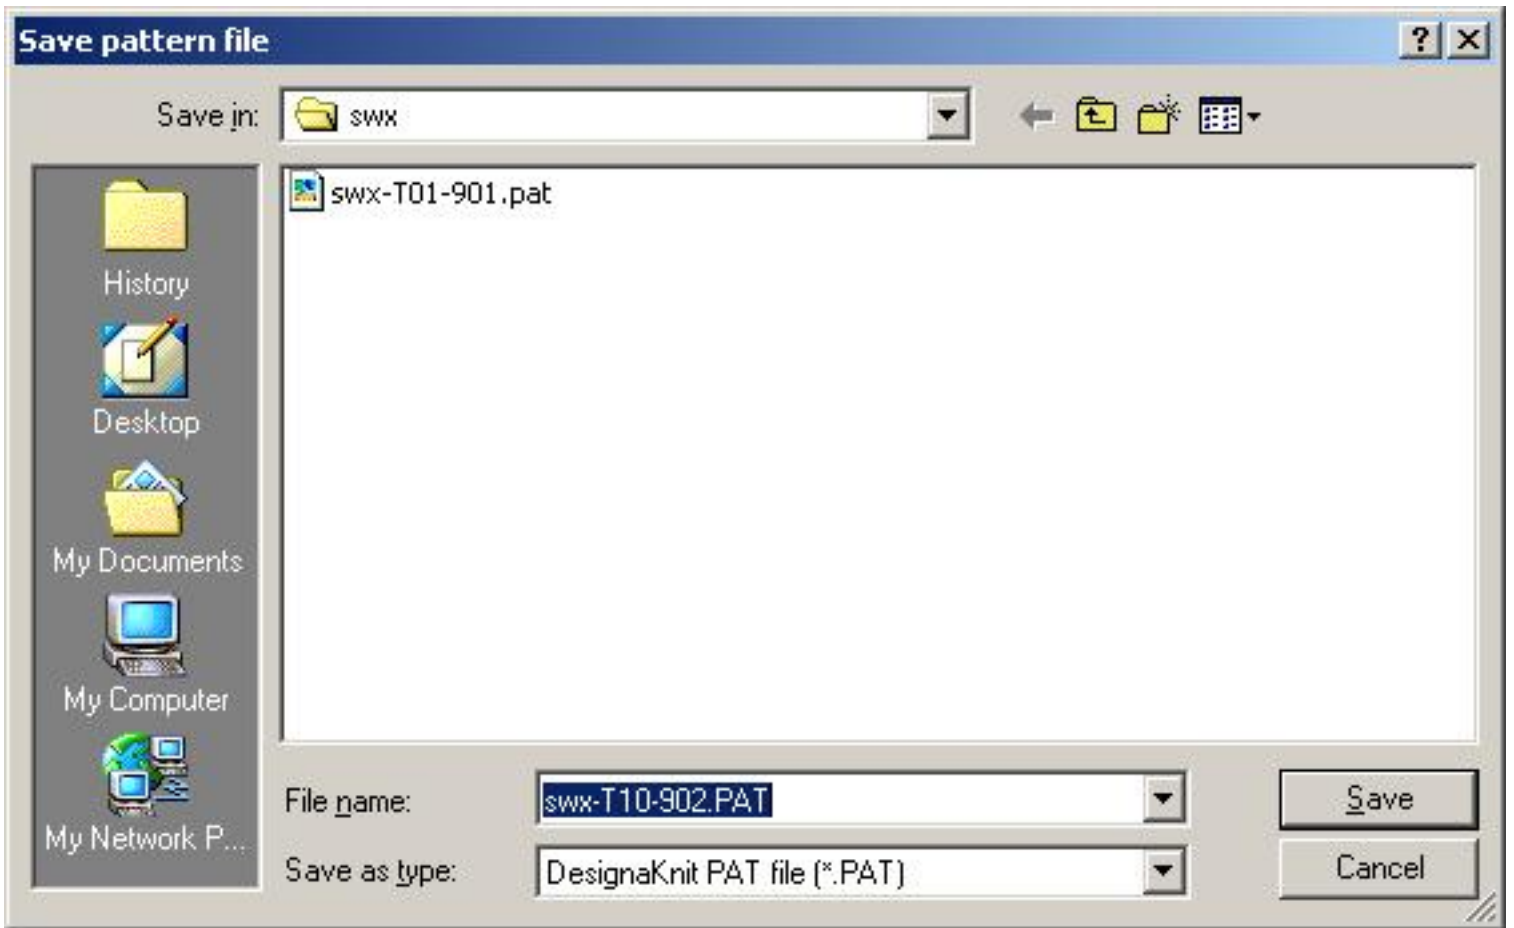 Save pattern file
Save in: swx
swx-T01-901.pat
History
Desktop
My Documents
My Computer
My Network P...
File name: swx-T10-902.PAT Save
Save as type: DesignaKnit PAT file (*.PAT) Cancel